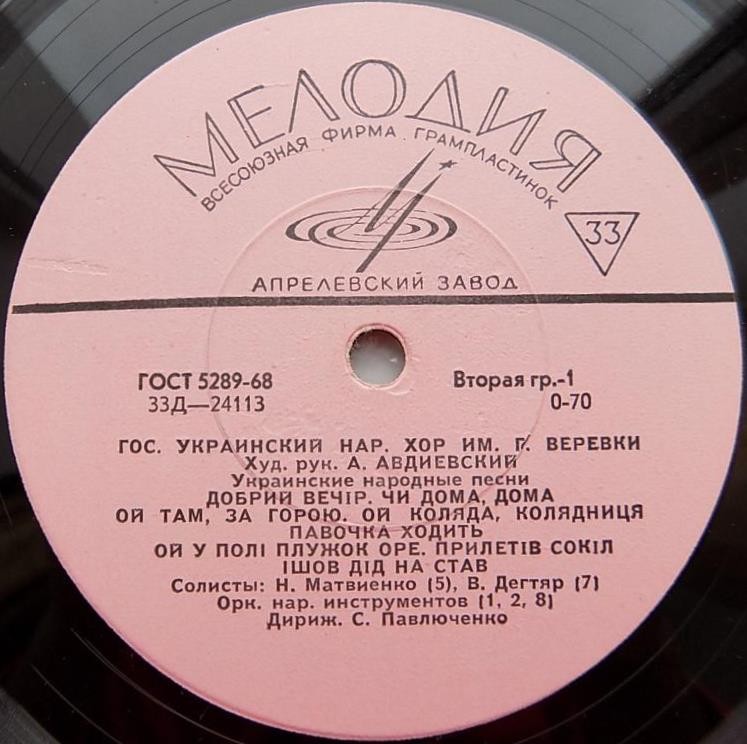 МЕЛОДИЯ
ВСЕСОЮЗНАЯ ФИРМА ГРАМПЛАСТИНОК
33
АПРЕЛЕВСКИЙ ЗАВОД
ГОСТ 5289-68 Вторая гр.-1
33Д—24113 0-70
ГОС. УКРАИНСКИЙ НАР. ХОР ИМ. Г. ВЕРЕВКИ
Худ. рук. А. АВДИЕВСКИЙ
Украинские народные песни
ДОБРИЙ ВЕЧІР. ЧИ ДОМА, ДОМА
ОЙ ТАМ, ЗА ГОРОЮ. ОЙ КОЛЯДА, КОЛЯДНИЦЯ
ПАВОЧКА ХОДИТЬ
ОЙ У ПОЛІ ПЛУЖОК ОРЕ. ПРИЛЕТІВ СОКІЛ
ІШОВ ДІД НА СТАВ
Солисты: Н. Матвиенко (5), В. Дегтяр (7)
Орк. нар. инструментов (1, 2, 8)
Дириж. С. Павлюченко